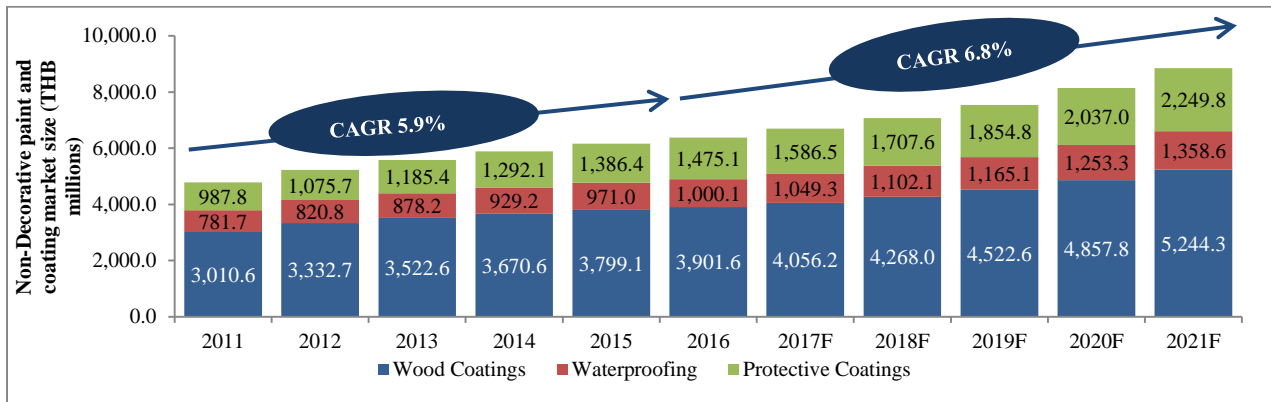 Non-Decorative paint and
coating market size (THB
millions)
10,000.0
8,000.0
6,000.0
4,000.0
2,000.0
0.0
CAGR 5.9%
CAGR 6.8%
987.8 1,075.7 1,185.4 1,292.1 1,386.4 1,475.1 1,586.5 1,707.6 1,854.8 2,037.0 2,249.8
781.7 820.8 878.2 929.2 971.0 1,000.1 1,049.3 1,102.1 1,165.1 1,253.3 1,358.6
3,010.6 3,332.7 3,522.6 3,670.6 3,799.1 3,901.6 4,056.2 4,268.0 4,522.6 4,857.8 5,244.3
2011 2012 2013 2014 2015 2016 2017F 2018F 2019F 2020F 2021F
Wood Coatings Waterproofing Protective Coatings